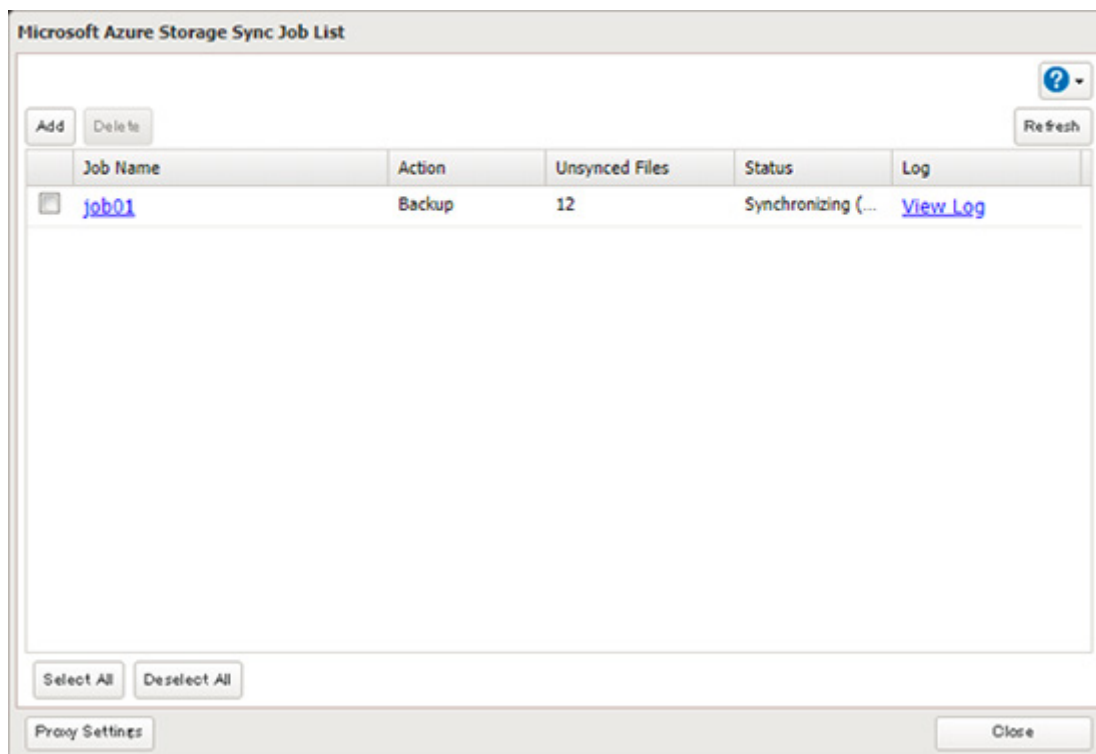 Microsoft Azure Storage Sync Job List
?
Add Delete Refresh
Job Name Action Unsynced Files Status Log
job01 Backup 12 Synchronizing (... View Log
Select All Deselect All
Proxy Settings Close